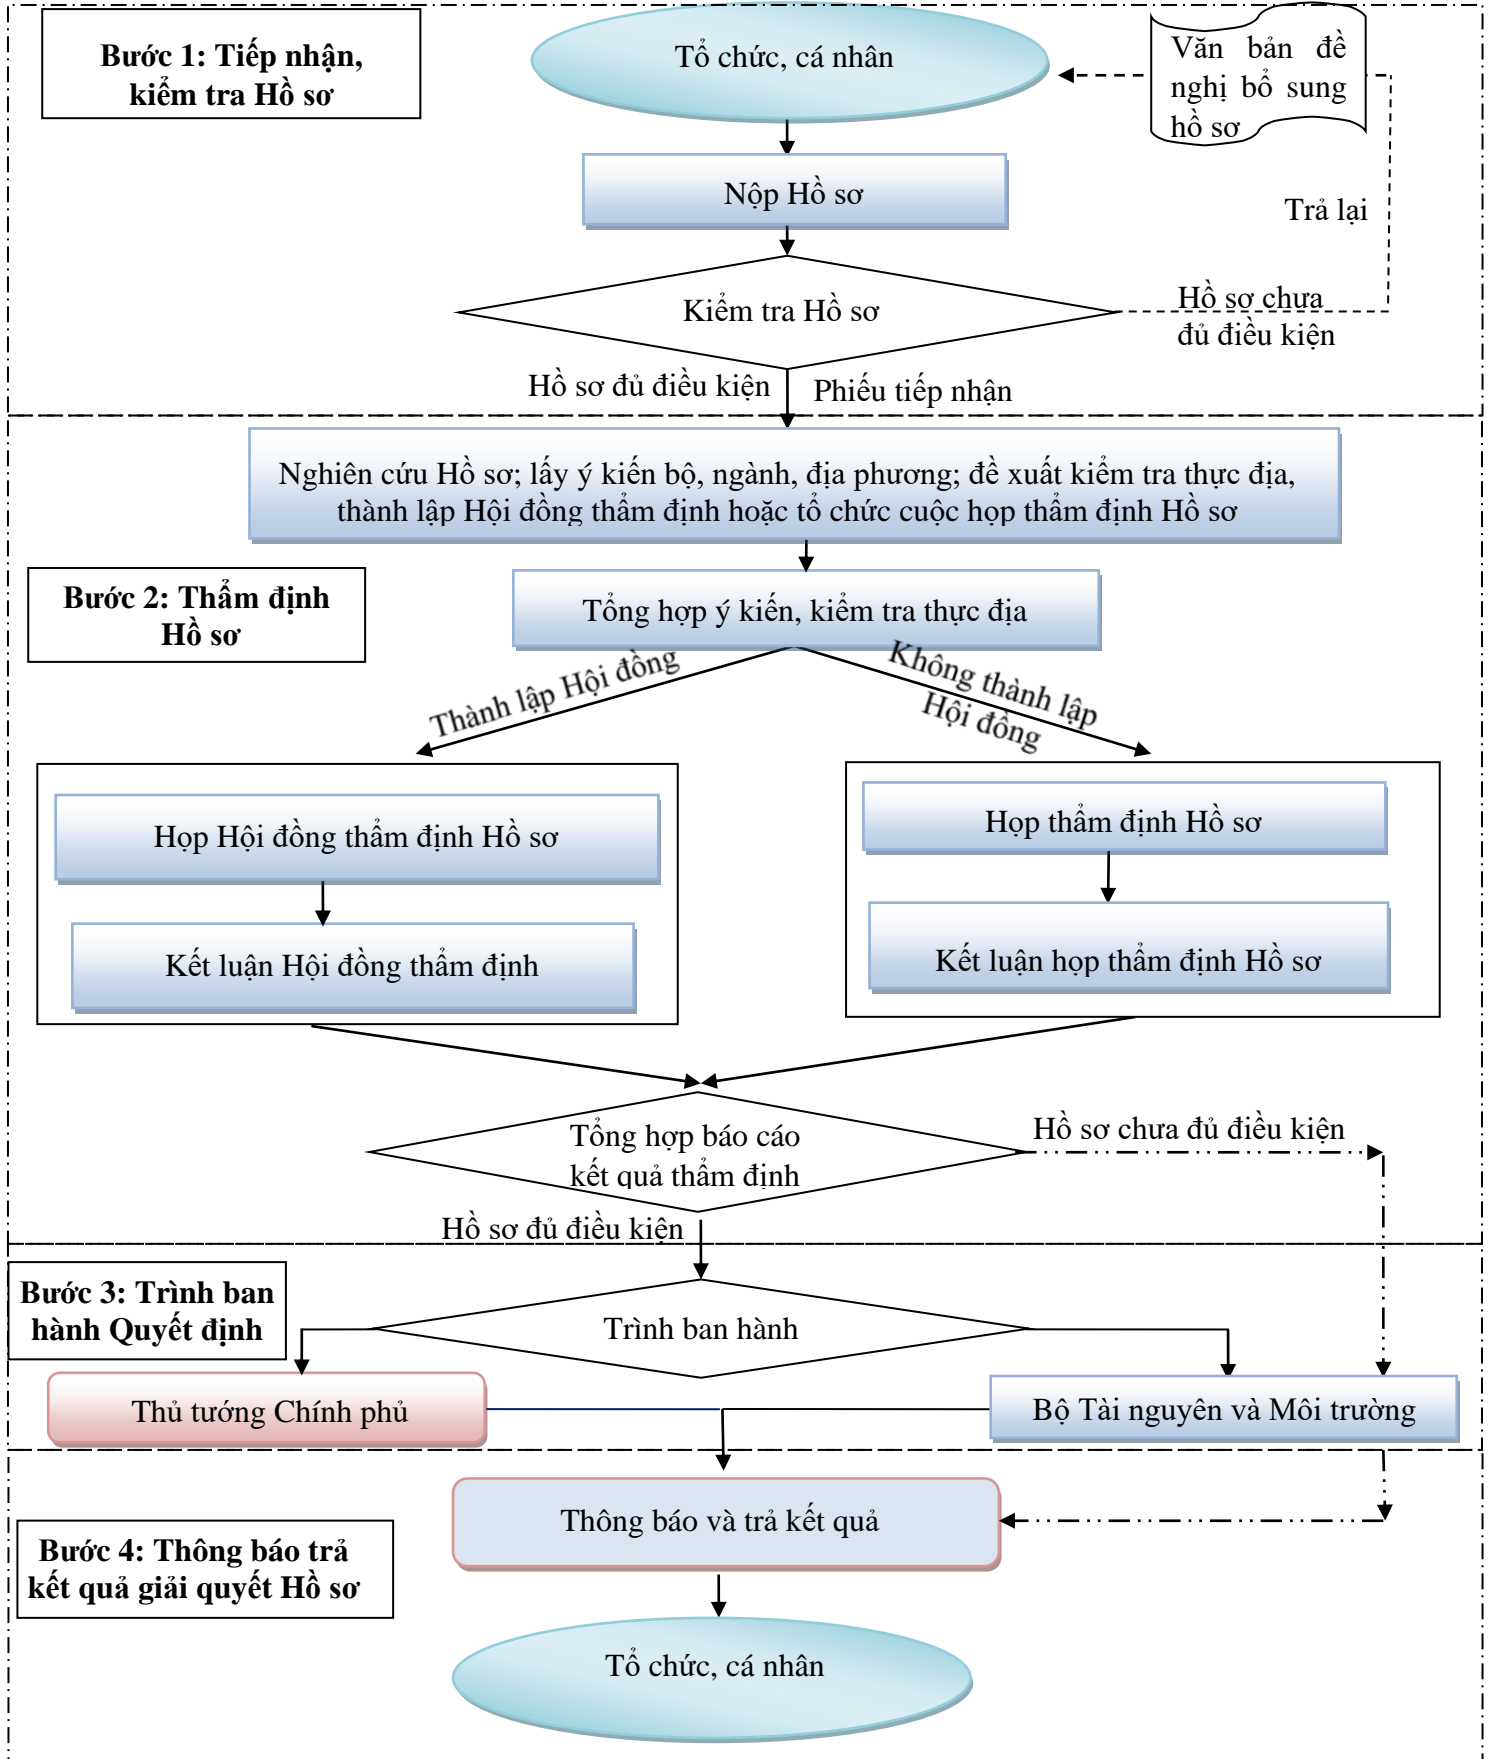 Bước 1: Tiếp nhận,
kiểm tra Hồ sơ
Tổ chức, cá nhân
Văn bản đề
nghị bổ sung
hồ sơ
Nộp Hồ sơ
Trả lại
Kiểm tra Hồ sơ
Hồ sơ chưa
đủ điều kiện
Hồ sơ đủ điều kiện
Phiếu tiếp nhận
Nghiên cứu Hồ sơ; lấy ý kiến bộ, ngành, địa phương; đề xuất kiểm tra thực địa,
thành lập Hội đồng thẩm định hoặc tổ chức cuộc họp thẩm định Hồ sơ
Bước 2: Thẩm định
Hồ sơ
Tổng hợp ý kiến, kiểm tra thực địa
Thành lập Hội đồng
Không thành lập
Hội đồng
Họp Hội đồng thẩm định Hồ sơ
Kết luận Hội đồng thẩm định
Họp thẩm định Hồ sơ
Kết luận họp thẩm định Hồ sơ
Tổng hợp báo cáo
kết quả thẩm định
Hồ sơ chưa đủ điều kiện
Hồ sơ đủ điều kiện
Bước 3: Trình ban
hành Quyết định
Trình ban hành
Thủ tướng Chính phủ
Bộ Tài nguyên và Môi trường
Thông báo và trả kết quả
Bước 4: Thông báo trả
kết quả giải quyết Hồ sơ
Tổ chức, cá nhân